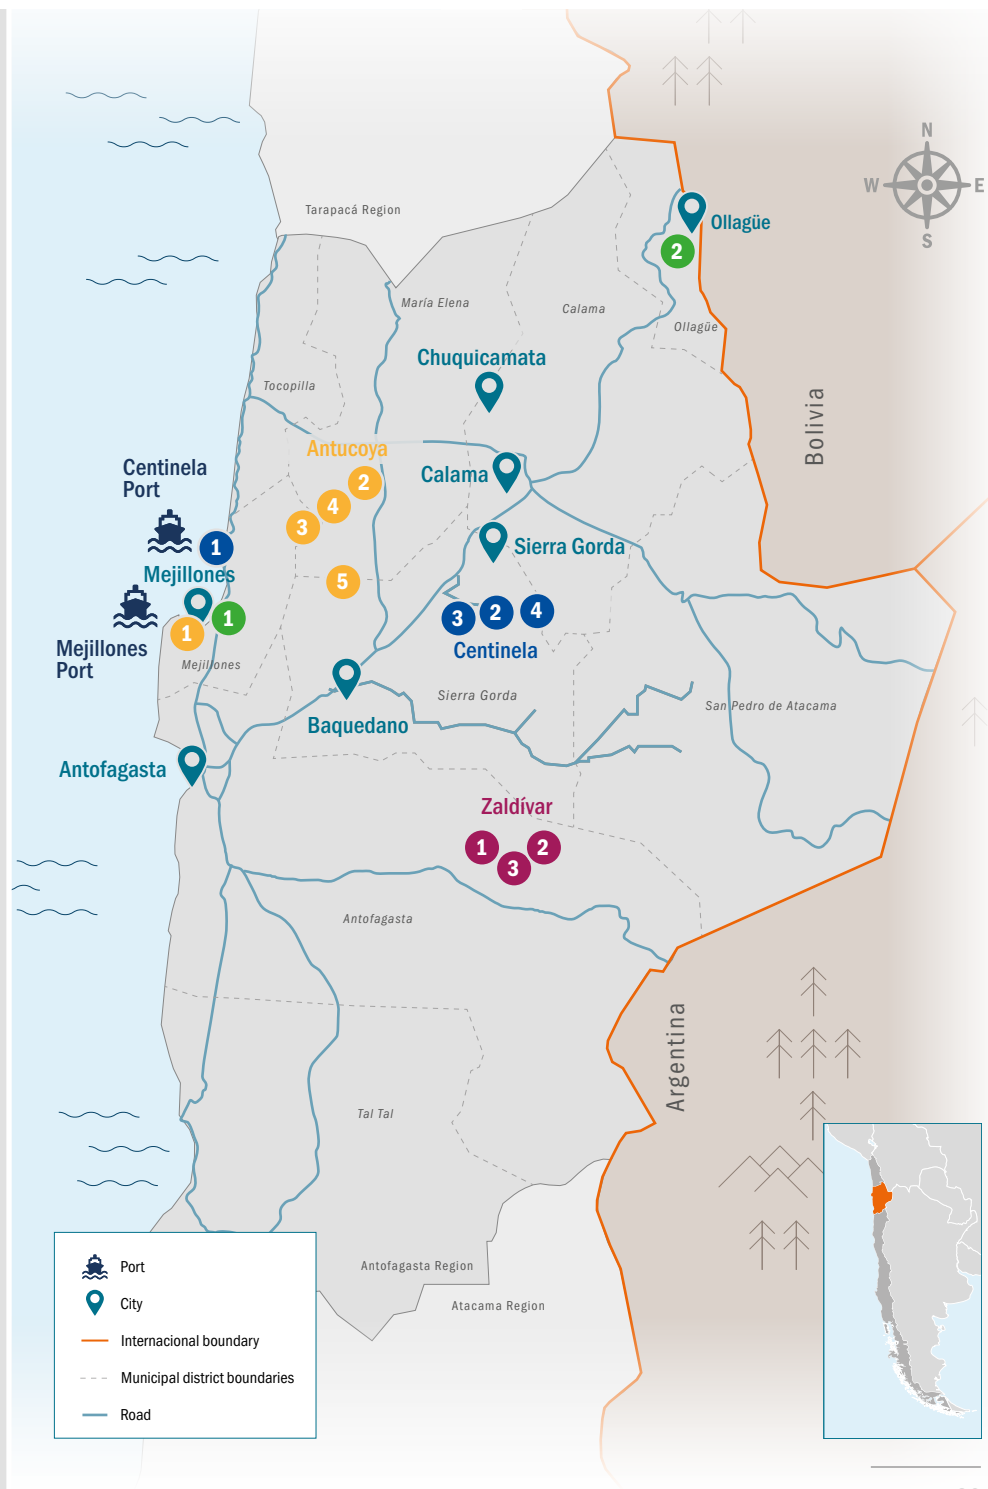 N
W
E
S
Tarapacá Region
Ollagüe
2
María Elena
Calama
Ollagüe
Chuquicamata
Tocopilla
Bolivia
Antucoya
Centinela
Port
Calama
2
4
3
1
Sierra Gorda
Mejillones
5
1
1
3
2
4
Mejillones
Port
Centinela
Mejillones
Sierra Gorda
San Pedro de Atacama
Baquedano
Antofagasta
Zaldívar
1
2
3
Antofagasta
Argentina
Tal Tal
Antofagasta Region
Atacama Region
Port
City
Internacional boundary
Municipal district boundaries
Road